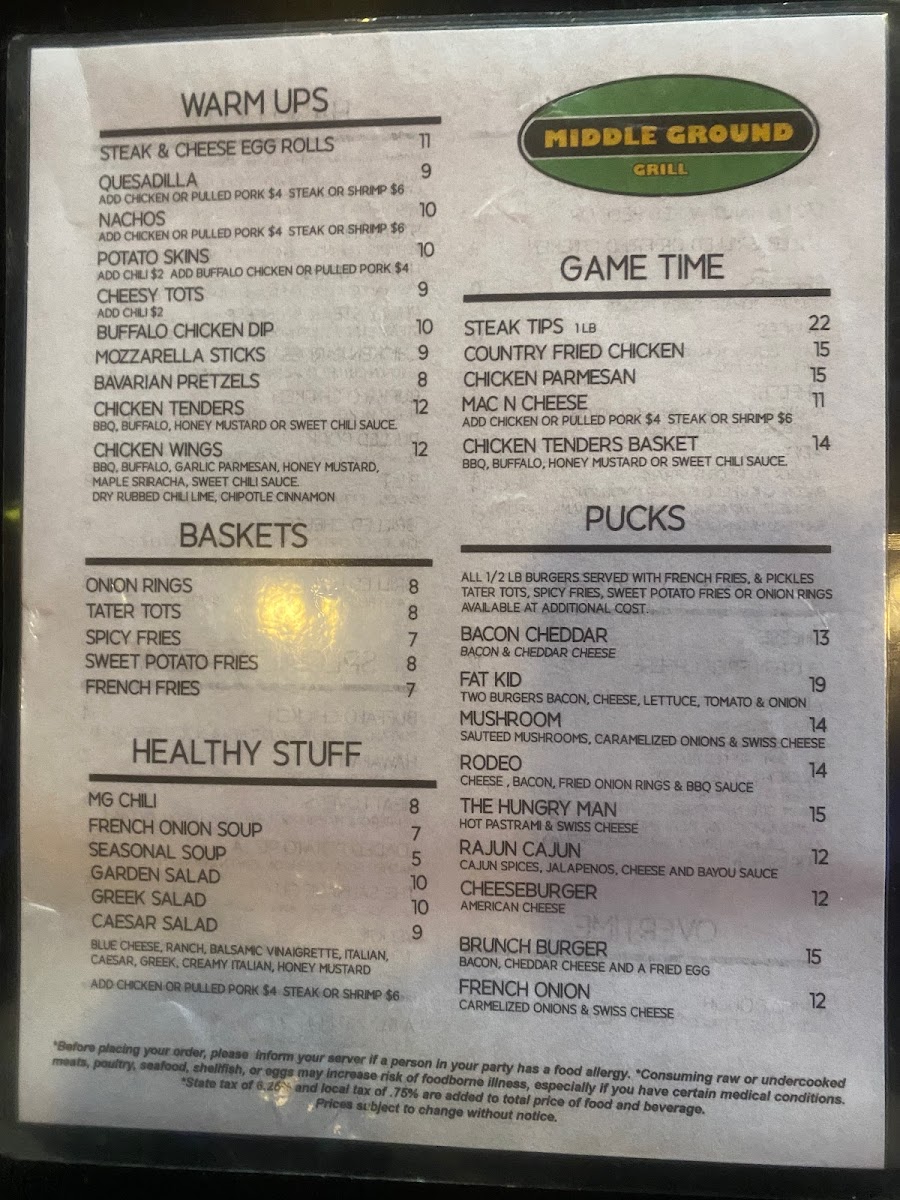 WARM UPS
STEAK & CHEESE EGG ROLLS 11
QUESADILLA 9
ADD CHICKEN OR PULLED PORK $4 STEAK OR SHRIMP $6
NACHOS 10
ADD CHICKEN OR PULLED PORK $4 STEAK OR SHRIMP $6
POTATO SKINS 10
ADD CHILI $2 ADD BUFFALO CHICKEN OR PULLED PORK $4
CHEESY TOTS 9
ADD CHILI $2
BUFFALO CHICKEN DIP 10
MOZZARELLA STICKS 9
BAVARIAN PRETZELS 8
CHICKEN TENDERS 12
BBQ, BUFFALO, HONEY MUSTARD OR SWEET CHILI SAUCE.
CHICKEN WINGS 12
BBQ, BUFFALO, GARLIC PARMESAN, HONEY MUSTARD,
MAPLE SRIRACHA, SWEET CHILI SAUCE.
DRY RUBBED CHILI LIME, CHIPOTLE CINNAMON
BASKETS
ONION RINGS 8
TATER TOTS 8
SPICY FRIES 7
SWEET POTATO FRIES 8
FRENCH FRIES 7
HEALTHY STUFF
MG CHILI 8
FRENCH ONION SOUP 7
SEASONAL SOUP 5
GARDEN SALAD 10
GREEK SALAD 10
CAESAR SALAD 9
BLUE CHEESE, RANCH, BALSAMIC VINAIGRETTE, ITALIAN,
CAESAR, GREEK, CREAMY ITALIAN, HONEY MUSTARD
ADD CHICKEN OR PULLED PORK $4 STEAK OR SHRIMP $6
MIDDLE GROUND
GRILL
GAME TIME
STEAK TIPS 1 LB 22
COUNTRY FRIED CHICKEN 15
CHICKEN PARMESAN 15
MAC N CHEESE 11
ADD CHICKEN OR PULLED PORK $4 STEAK OR SHRIMP $6
CHICKEN TENDERS BASKET 14
BBQ, BUFFALO, HONEY MUSTARD OR SWEET CHILI SAUCE.
PUCKS
ALL 1/2 LB BURGERS SERVED WITH FRENCH FRIES, & PICKLES
TATER TOTS, SPICY FRIES, SWEET POTATO FRIES OR ONION RINGS
AVAILABLE AT ADDITIONAL COST.
BACON CHEDDAR 13
BACON & CHEDDAR CHEESE
FAT KID 19
TWO BURGERS BACON, CHEESE, LETTUCE, TOMATO & ONION
MUSHROOM 14
SAUTEED MUSHROOMS, CARAMELIZED ONIONS & SWISS CHEESE
RODEO 14
CHEESE , BACON, FRIED ONION RINGS & BBQ SAUCE
THE HUNGRY MAN 15
HOT PASTRAMI & SWISS CHEESE
RAJUN CAJUN 12
CAJUN SPICES, JALAPENOS, CHEESE AND BAYOU SAUCE
CHEESEBURGER 12
AMERICAN CHEESE
BRUNCH BURGER 15
BACON, CHEDDAR CHEESE AND A FRIED EGG
FRENCH ONION 12
CARMELIZED ONIONS & SWISS CHEESE
*Before placing your order, please inform your server if a person in your party has a food allergy. *Consuming raw or undercooked
meats, poultry, seafood, shellfish, or eggs may increase risk of foodborne illness, especially if you have certain medical conditions.
*State tax of 6.25% and local tax of .75% are added to total price of food and beverage.
Prices subject to change without notice.